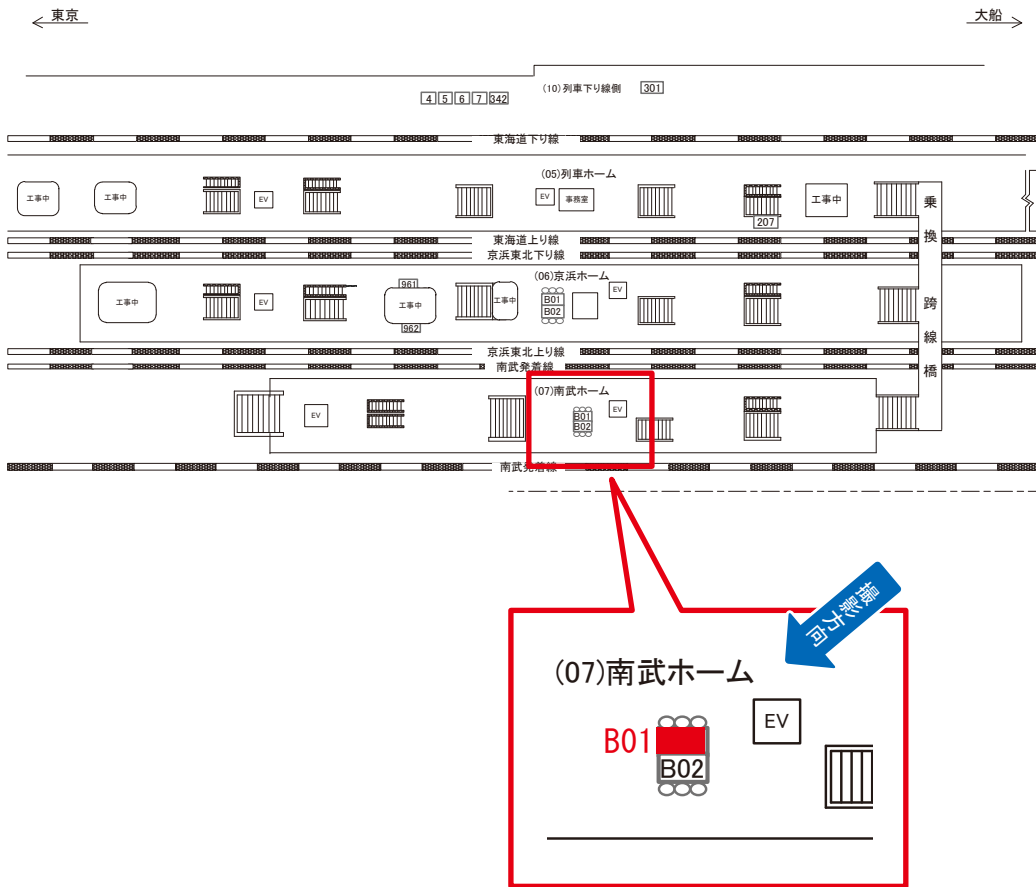 東京
大船
(10)列車下り線側
301
4 5 6 7 342
東海道下り線
(05)列車ホーム
工事中
工事中
EV
EV
事務室
工事中
207
乗換跨線橋
東海道上り線
京浜東北下り線
(06)京浜ホーム
工事中
EV
961
工事中
962
工事中
B01
B02
EV
京浜東北上り線
南武発着線
(07)南武ホーム
EV
B01
B02
EV
南武発着線
撮影方向
(07)南武ホーム
EV
B01
B02